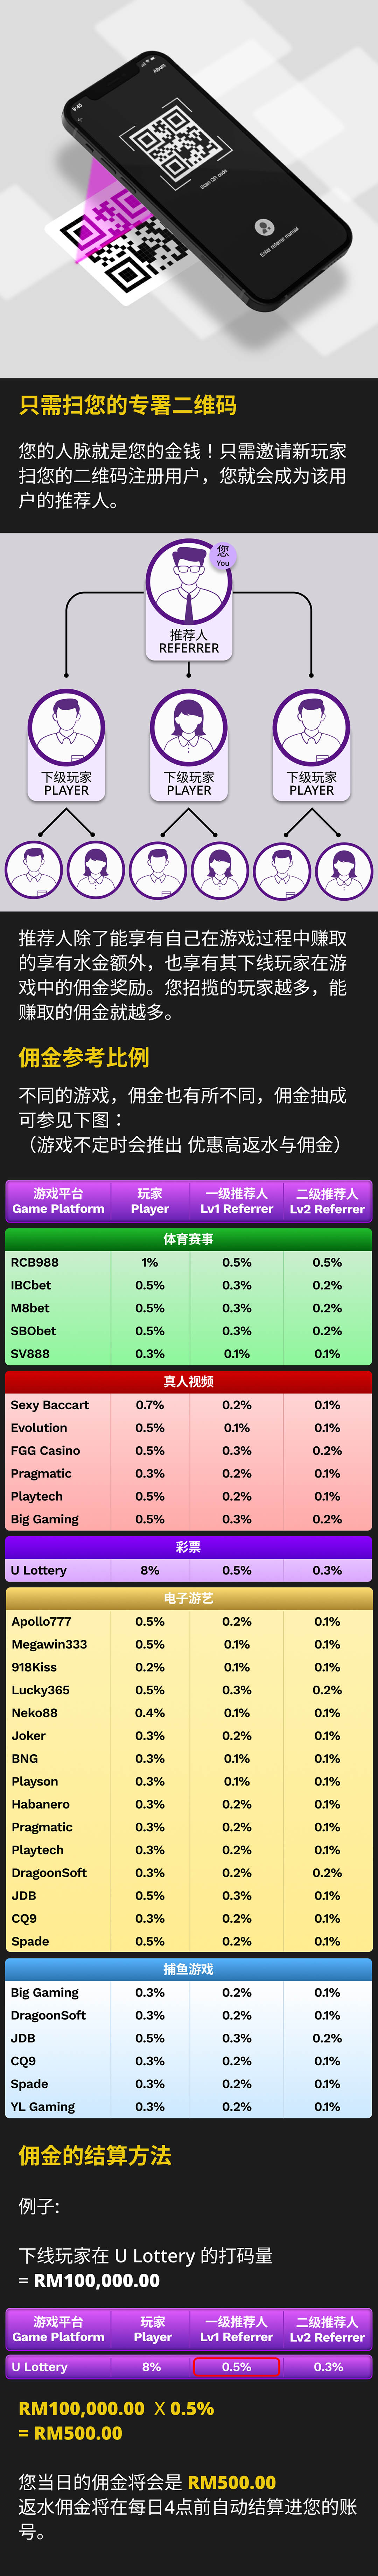 9:45
Album
Scan QR code
Enter referrer manual
只需扫您的专署二维码
您的人脉就是您的金钱！只需邀请新玩家
扫您的二维码注册用户，您就会成为该用
户的推荐人。
您
You
推荐人
REFERRER
下级玩家 下级玩家 下级玩家
PLAYER PLAYER PLAYER
推荐人除了能享有自己在游戏过程中赚取
的享有水金额外，也享有其下线玩家在游
戏中的佣金奖励。您招揽的玩家越多，能
赚取的佣金就越多。
佣金参考比例
不同的游戏，佣金也有所不同，佣金抽成
可参见下图：
（游戏不定时会推出 优惠高返水与佣金）
游戏平台 玩家 一级推荐人 二级推荐人
Game Platform Player Lv1 Referrer Lv2 Referrer
体育赛事
RCB988 1% 0.5% 0.5%
IBCbet 0.5% 0.3% 0.2%
M8bet 0.5% 0.3% 0.2%
SBObet 0.5% 0.3% 0.2%
SV888 0.3% 0.1% 0.1%
真人视频
Sexy Baccart 0.7% 0.2% 0.1%
Evolution 0.5% 0.1% 0.1%
FGG Casino 0.5% 0.3% 0.2%
Pragmatic 0.3% 0.2% 0.1%
Playtech 0.5% 0.2% 0.1%
Big Gaming 0.5% 0.3% 0.2%
彩票
U Lottery 8% 0.5% 0.3%
电子游艺
Apollo777 0.5% 0.2% 0.1%
Megawin333 0.5% 0.1% 0.1%
918Kiss 0.2% 0.1% 0.1%
Lucky365 0.5% 0.3% 0.2%
Neko88 0.4% 0.1% 0.1%
Joker 0.3% 0.2% 0.1%
BNG 0.3% 0.1% 0.1%
Playson 0.3% 0.1% 0.1%
Habanero 0.3% 0.2% 0.1%
Pragmatic 0.3% 0.2% 0.1%
Playtech 0.3% 0.2% 0.1%
DragoonSoft 0.3% 0.2% 0.2%
JDB 0.5% 0.3% 0.1%
CQ9 0.3% 0.2% 0.1%
Spade 0.5% 0.2% 0.1%
捕鱼游戏
Big Gaming 0.3% 0.2% 0.1%
DragoonSoft 0.3% 0.2% 0.1%
JDB 0.5% 0.3% 0.2%
CQ9 0.3% 0.2% 0.1%
Spade 0.3% 0.2% 0.1%
YL Gaming 0.3% 0.2% 0.1%
佣金的结算方法
例子:
下线玩家在 U Lottery 的打码量
= RM100,000.00
游戏平台 玩家 一级推荐人 二级推荐人
Game Platform Player Lv1 Referrer Lv2 Referrer
U Lottery 8% 0.5% 0.3%
RM100,000.00 X 0.5%
= RM500.00
您当日的佣金将会是 RM500.00
返水佣金将在每日4点前自动结算进您的账
号。